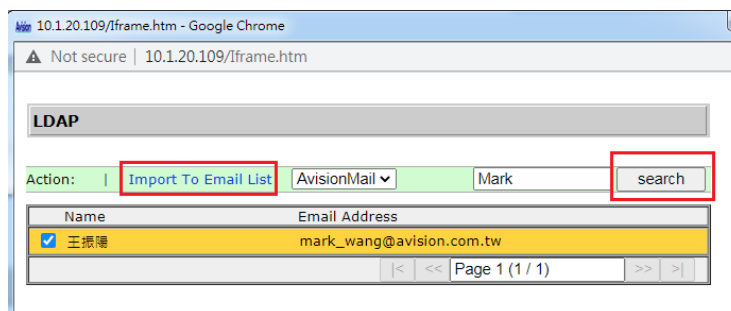 10.1.20.109/Iframe.htm - Google Chrome
Not secure | 10.1.20.109/Iframe.htm
LDAP
Action: | Import To Email List AvisionMail Mark search
Name Email Address
王振陽 mark_wang@avision.com.tw
|< << Page 1 (1 / 1) >> >|